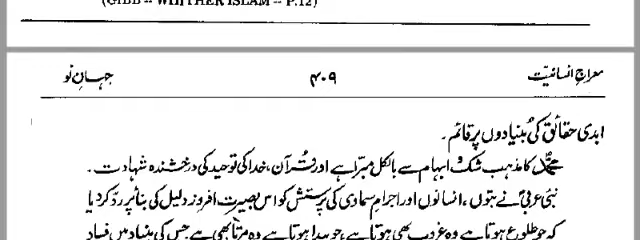 (GIBB -- WHITHER ISLAM -- P.12)
معراجِ انسانیّت ۴۰۹ جہانِ نو
ابدی حقائق کی بنیادوں پر قائم۔
محمدؐ کا مذہب شک و ابہام سے بالکل مبرّا ہے اور قرآن، خدا کی توحید کی درخشندہ شہادت۔
نبی عربیؐ نے بتوں، انسانوں اور اجرامِ سماوی کی پرستش کو اس بصیرت افروز دلیل کی بنا پر رد کر دیا
کہ جو طلوع ہوتا ہے وہ غروب بھی ہوتا ہے، جو پیدا ہوتا ہے وہ مرتا بھی ہے جس کی بنیاد میں فساد